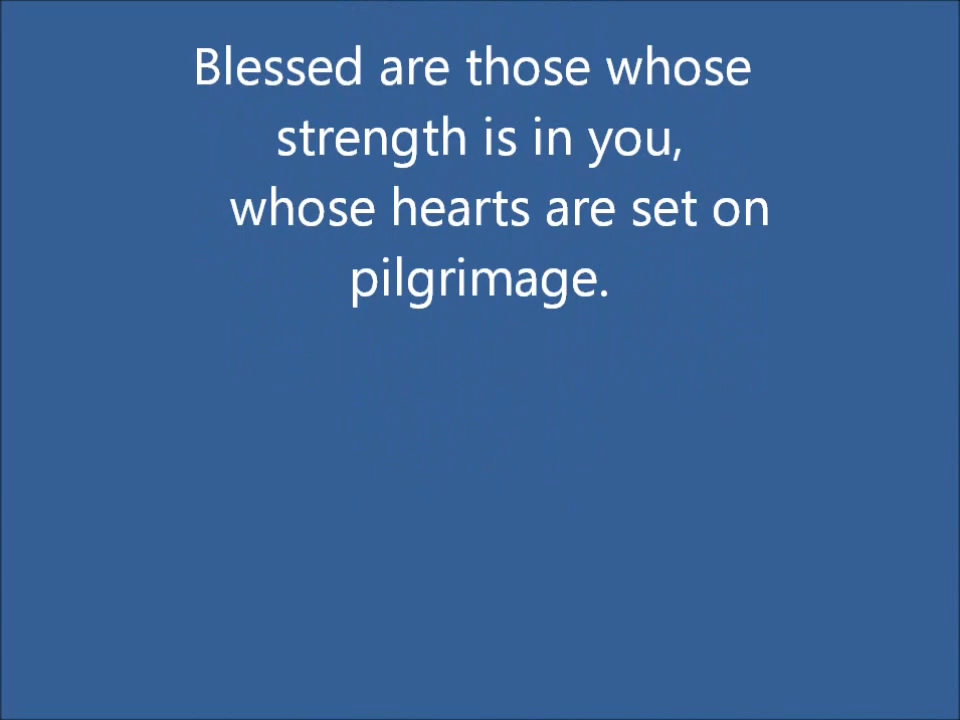 Blessed are those whose
strength is in you,
whose hearts are set on
pilgrimage.